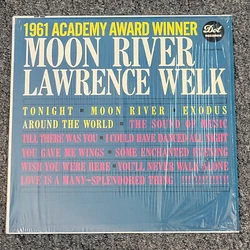 1961 ACADEMY AWARD WINNER
Dot
MOON RIVER
LAWRENCE WELK
TONIGHT • MOON RIVER • EXODUS
AROUND THE WORLD • THE SOUND OF MUSIC
TILL THERE WAS YOU • I COULD HAVE DANCED ALL NIGHT
YOU GAVE ME WINGS • SOME ENCHANTED EVENING
WISH YOU WERE HERE • YOU'LL NEVER WALK ALONE
LOVE IS A MANY-SPLENDORED THING